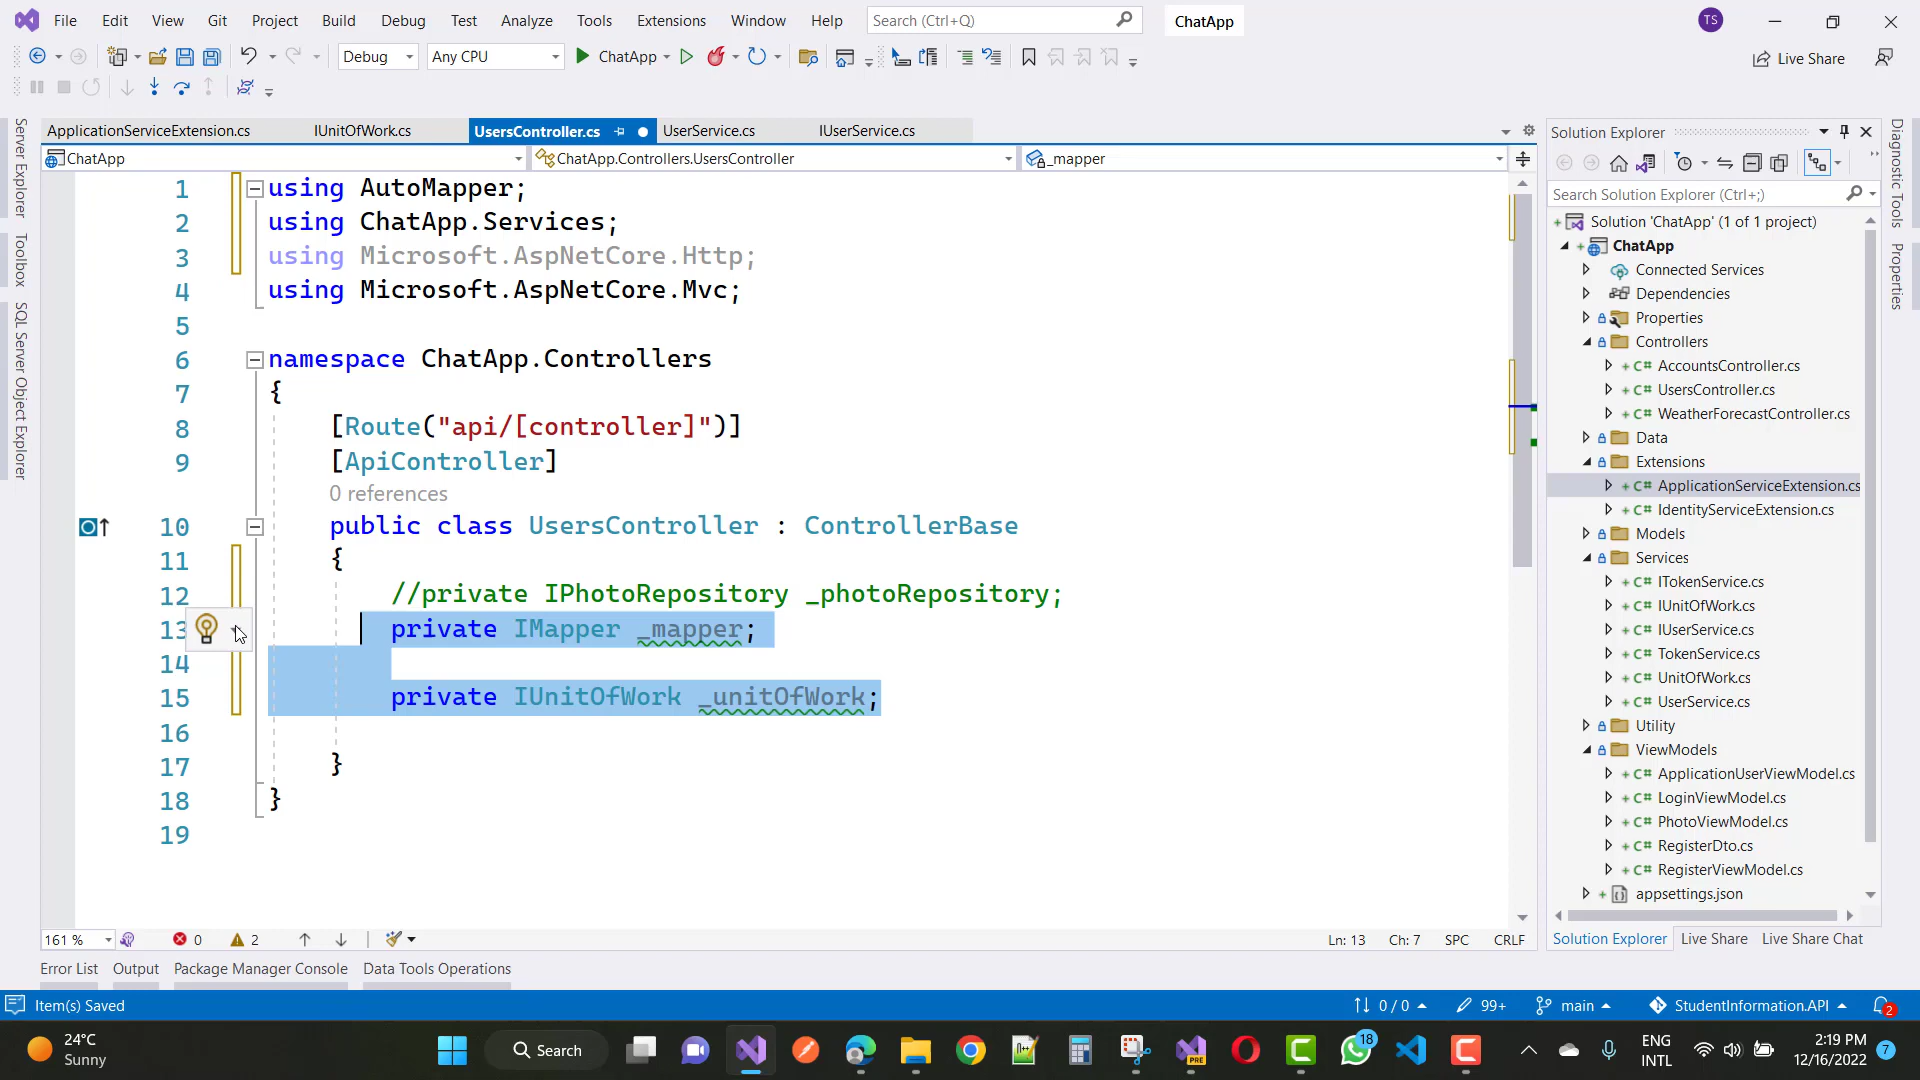 File Edit View Git Project Build Debug Test Analyze Tools Extensions Window Help Search (Ctrl+Q) ChatApp TS
Debug Any CPU ChatApp Live Share
ApplicationServiceExtension.cs IUnitOfWork.cs UsersController.cs UserService.cs IUserService.cs
ChatApp ChatApp.Controllers.UsersController _mapper
Server Explorer
Toolbox
SQL Server Object Explorer
1 using AutoMapper;
2 using ChatApp.Services;
3 using Microsoft.AspNetCore.Http;
4 using Microsoft.AspNetCore.Mvc;
5
6 namespace ChatApp.Controllers
7 {
8 [Route("api/[controller]")]
9 [ApiController]
0 references
10 public class UsersController : ControllerBase
11 {
12 //private IPhotoRepository _photoRepository;
13 private IMapper _mapper;
14
15 private IUnitOfWork _unitOfWork;
16
17 }
18 }
19
161 % 0 2 Ln: 13 Ch: 7 SPC CRLF
Solution Explorer
Search Solution Explorer (Ctrl+;)
Solution 'ChatApp' (1 of 1 project)
ChatApp
Connected Services
Dependencies
Properties
Controllers
C# AccountsController.cs
C# UsersController.cs
C# WeatherForecastController.cs
Data
Extensions
C# ApplicationServiceExtension.cs
C# IdentityServiceExtension.cs
Models
Services
C# ITokenService.cs
C# IUnitOfWork.cs
C# IUserService.cs
C# TokenService.cs
C# UnitOfWork.cs
C# UserService.cs
Utility
ViewModels
C# ApplicationUserViewModel.cs
C# LoginViewModel.cs
C# PhotoViewModel.cs
C# RegisterDto.cs
C# RegisterViewModel.cs
appsettings.json
Solution Explorer Live Share Live Share Chat
Diagnostic Tools
Properties
Error List Output Package Manager Console Data Tools Operations
Item(s) Saved 0 / 0 99+ main StudentInformation.API 2
24°C
Sunny
Search
PRE
18
ENG
INTL
2:19 PM
12/16/2022
7